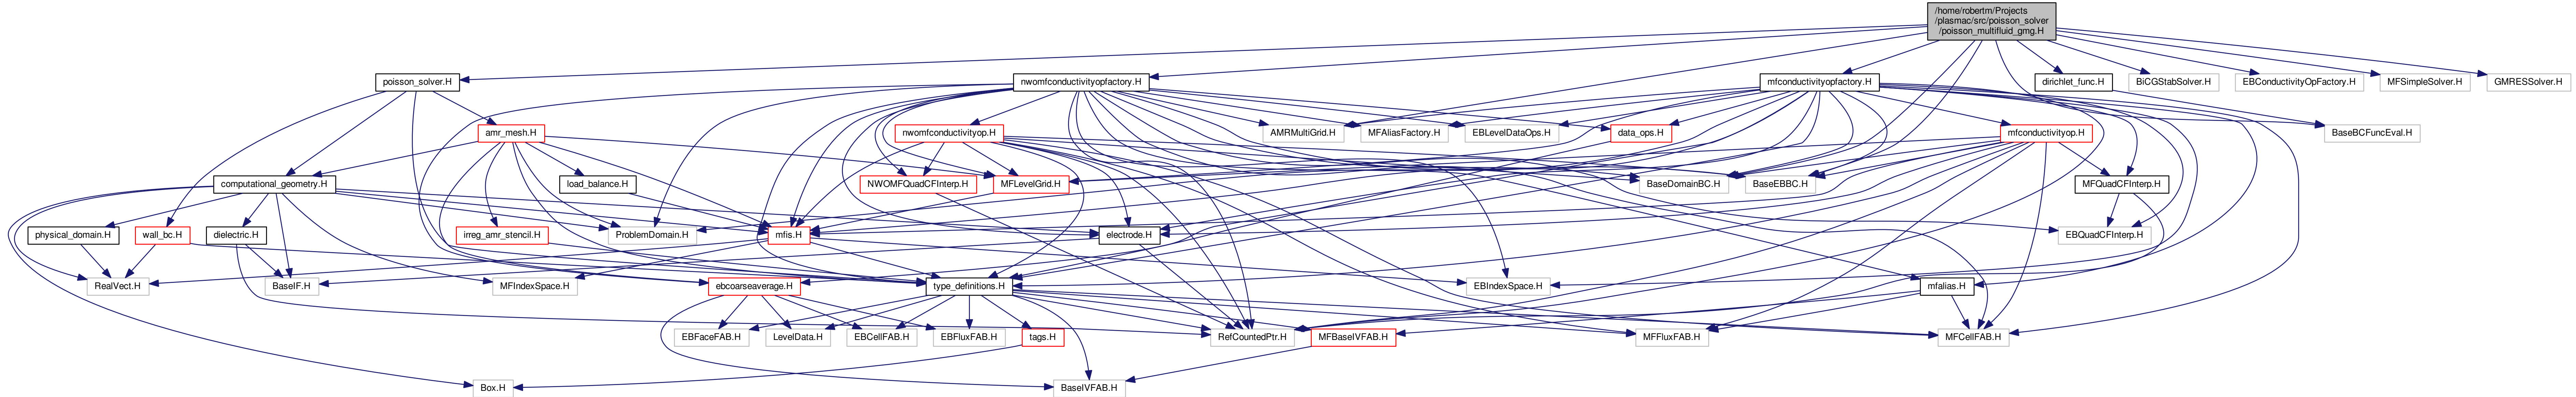 /home/robertm/Projects
/plasmac/src/poisson_solver
/poisson_multifluid_gmg.H
poisson_solver.H
nwomfconductivityopfactory.H
mfconductivityopfactory.H
dirichlet_func.H
BiCGStabSolver.H
EBConductivityOpFactory.H
MFSimpleSolver.H
GMRESSolver.H
amr_mesh.H
nwomfconductivityop.H
AMRMultiGrid.H
MFAliasFactory.H
EBLevelDataOps.H
data_ops.H
mfconductivityop.H
BaseBCFuncEval.H
computational_geometry.H
load_balance.H
NWOMFQuadCFInterp.H
MFLevelGrid.H
BaseDomainBC.H
BaseEBBC.H
MFQuadCFInterp.H
physical_domain.H
wall_bc.H
dielectric.H
irreg_amr_stencil.H
ProblemDomain.H
mfis.H
electrode.H
EBQuadCFInterp.H
RealVect.H
BaseIF.H
MFIndexSpace.H
ebcoarseaverage.H
type_definitions.H
EBIndexSpace.H
mfalias.H
EBFaceFAB.H
LevelData.H
EBCellFAB.H
EBFluxFAB.H
tags.H
RefCountedPtr.H
MFBaseIVFAB.H
MFFluxFAB.H
MFCellFAB.H
Box.H
BaseIVFAB.H